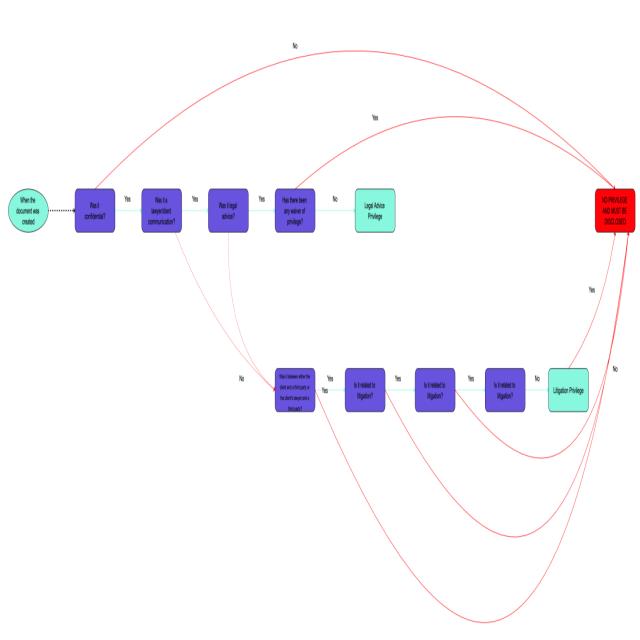 No
Yes
When the
document was
created
Was it
confidential?
Yes
Was it a
lawyer/client
communication?
Yes
Was it legal
advice?
Yes
Has there been
any waiver of
privilege?
No
Legal Advice
Privilege
NO PRIVILEGE
AND MUST BE
DISCLOSED
Yes
No
Was it between either the
client and a third party or
the client's lawyer and a
third party?
Yes
Yes
Is it related to
litigation?
Yes
Is it related to
litigation?
Yes
Is it related to
litigation?
No
Litigation Privilege
No